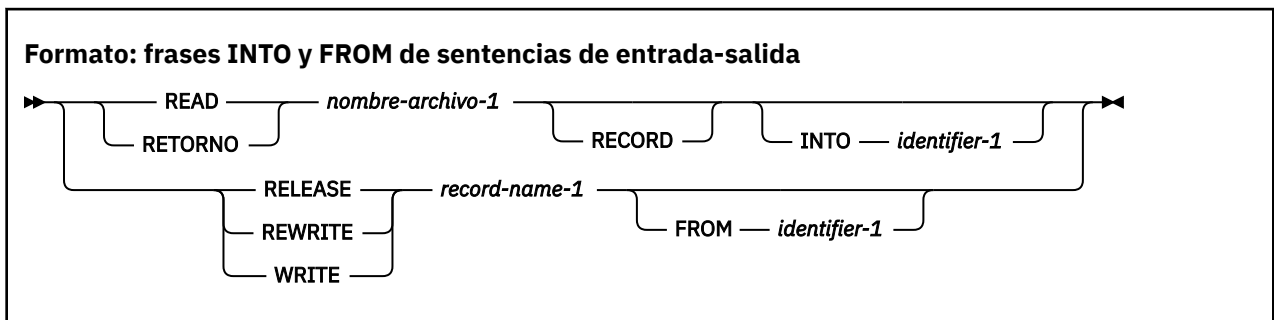 Formato: frases INTO y FROM de sentencias de entrada-salida
READ nombre-archivo-1
RETORNO RECORD INTO identifier-1
RELEASE record-name-1
REWRITE FROM identifier-1
WRITE